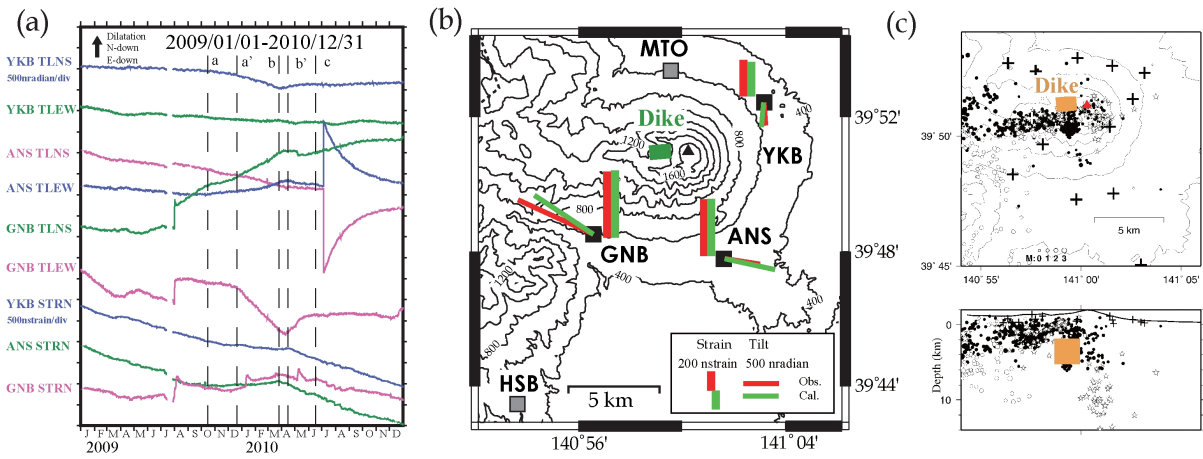 (a)
Dilatation
N-down
E-down
2009/01/01-2010/12/31
a a' b b' c
YKB TLNS
500nradian/div
YKB TLEW
ANS TLNS
ANS TLEW
GNB TLNS
GNB TLEW
YKB STRN
500nstrain/div
ANS STRN
GNB STRN
J F M A M J J A S O N D J F M A M J J A S O N D
2009 2010
(b)
MTO
400
39°52'
Dike
800
YKB
1200
1600
800
39°48'
GNB
ANS
400
1200
400
800
Strain Tilt
200 nstrain 500 nradian
Obs.
Cal.
HSB
5 km
39°44'
140°56' 141°04'
(c)
Dike
39°50'
5 km
M:0 1 2 3
39°45'
140°55' 141°00' 141°05'
0
10
Depth (km)